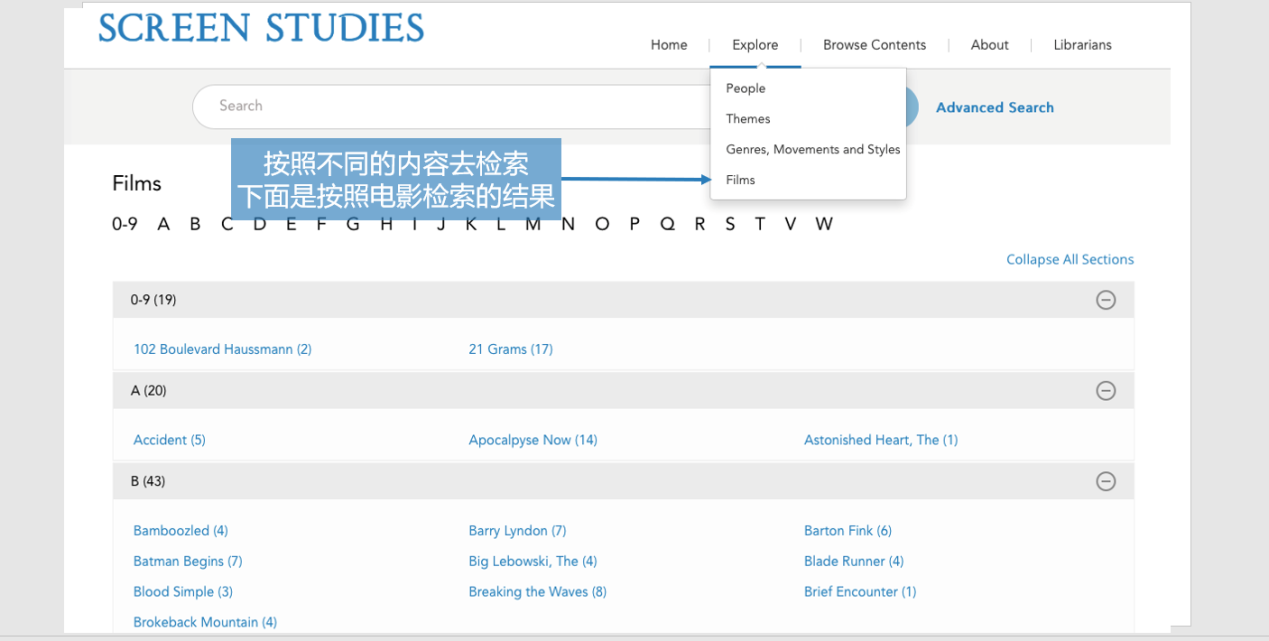 SCREEN STUDIES
Home | Explore | Browse Contents | About | Librarians
People
Themes
Genres, Movements and Styles
Films
Search
Advanced Search
按照不同的内容去检索
下面是按照电影检索的结果
Films
0-9 A B C D E F G H I J K L M N O P Q R S T V W
Collapse All Sections
0-9 (19)
102 Boulevard Haussmann (2) 21 Grams (17)
A (20)
Accident (5) Apocalpyse Now (14) Astonished Heart, The (1)
B (43)
Bamboozled (4) Barry Lyndon (7) Barton Fink (6)
Batman Begins (7) Big Lebowski, The (4) Blade Runner (4)
Blood Simple (3) Breaking the Waves (8) Brief Encounter (1)
Brokeback Mountain (4)